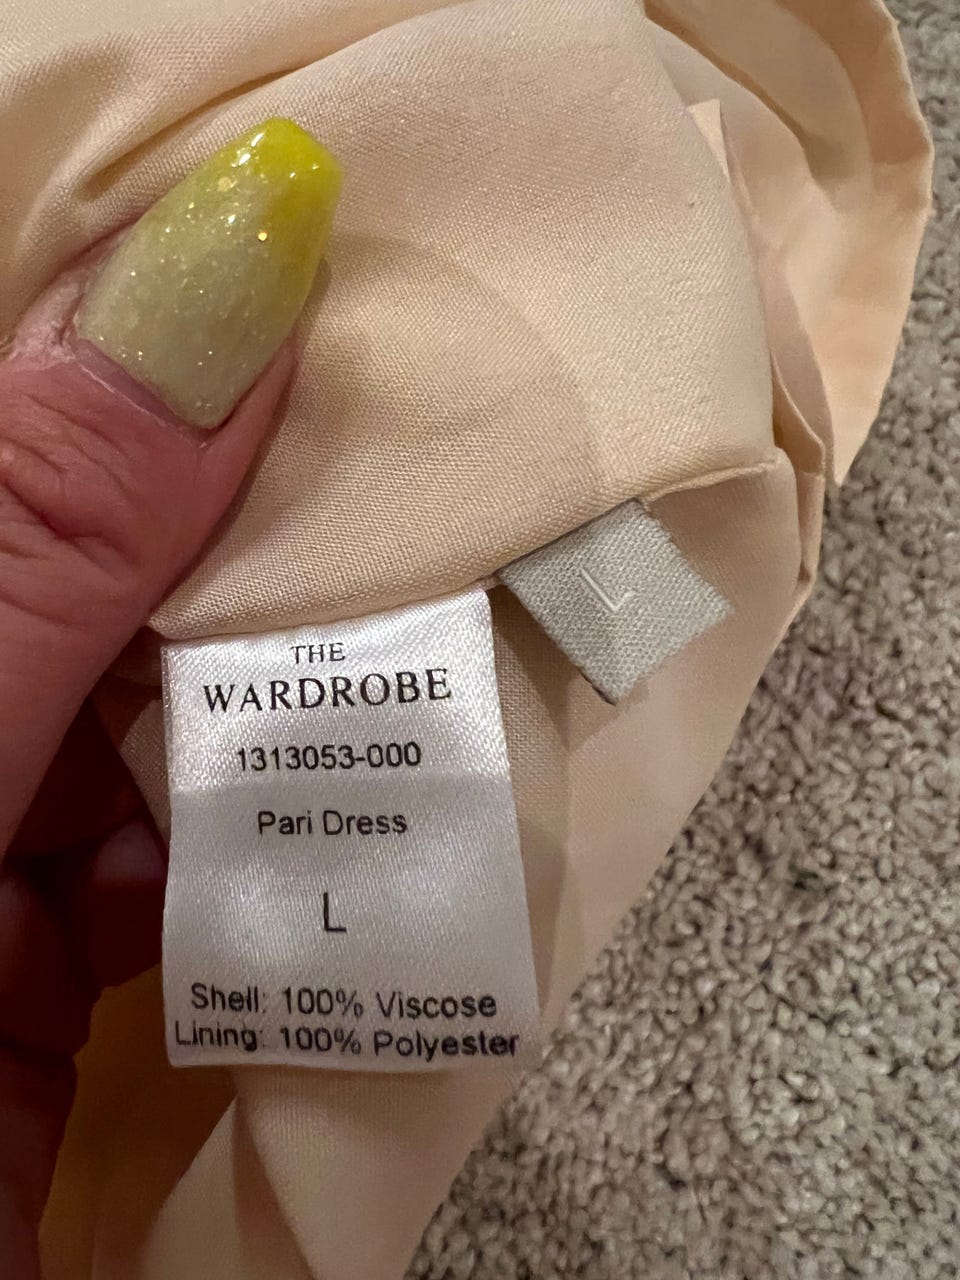 THE
WARDROBE
1313053-000
Pari Dress
L
Shell: 100% Viscose
Lining: 100% Polyester
L